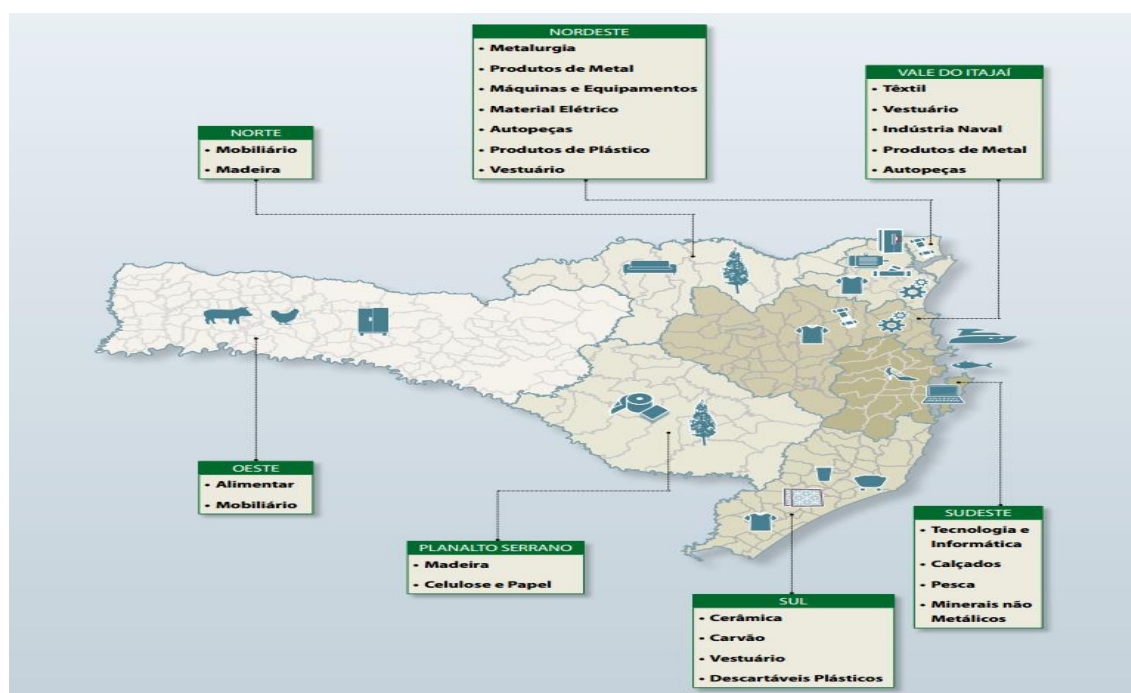 NORDESTE
• Metalurgia
• Produtos de Metal
• Máquinas e Equipamentos
• Material Elétrico
• Autopeças
• Produtos de Plástico
• Vestuário
VALE DO ITAJAÍ
• Têxtil
• Vestuário
• Indústria Naval
• Produtos de Metal
• Autopeças
NORTE
• Mobiliário
• Madeira
OESTE
• Alimentar
• Mobiliário
PLANALTO SERRANO
• Madeira
• Celulose e Papel
SUL
• Cerâmica
• Carvão
• Vestuário
• Descartáveis Plásticos
SUDESTE
• Tecnologia e
Informática
• Calçados
• Pesca
• Minerais não
Metálicos